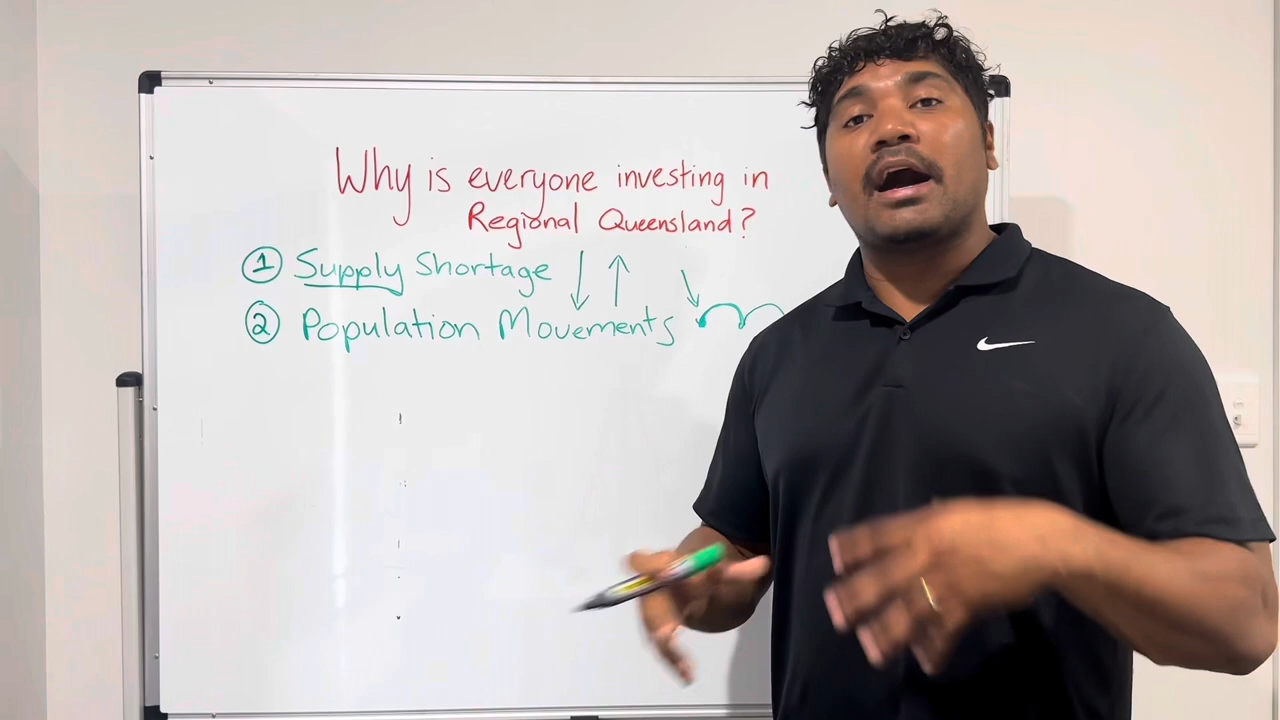 Why is everyone investing in
Regional Queensland?
① Supply Shortage ↓ ↑
② Population Movements